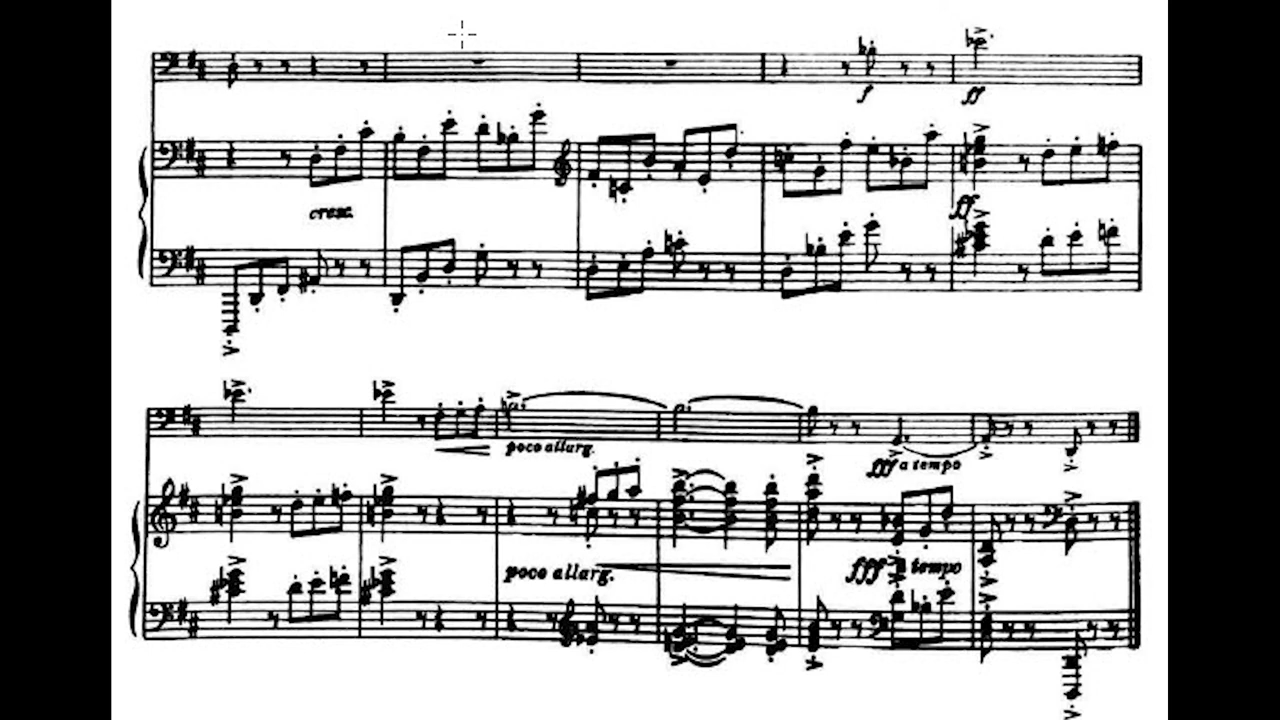 f ff
cresc.
ff
poco allarg.
fff a tempo
poco allarg.
fff a tempo